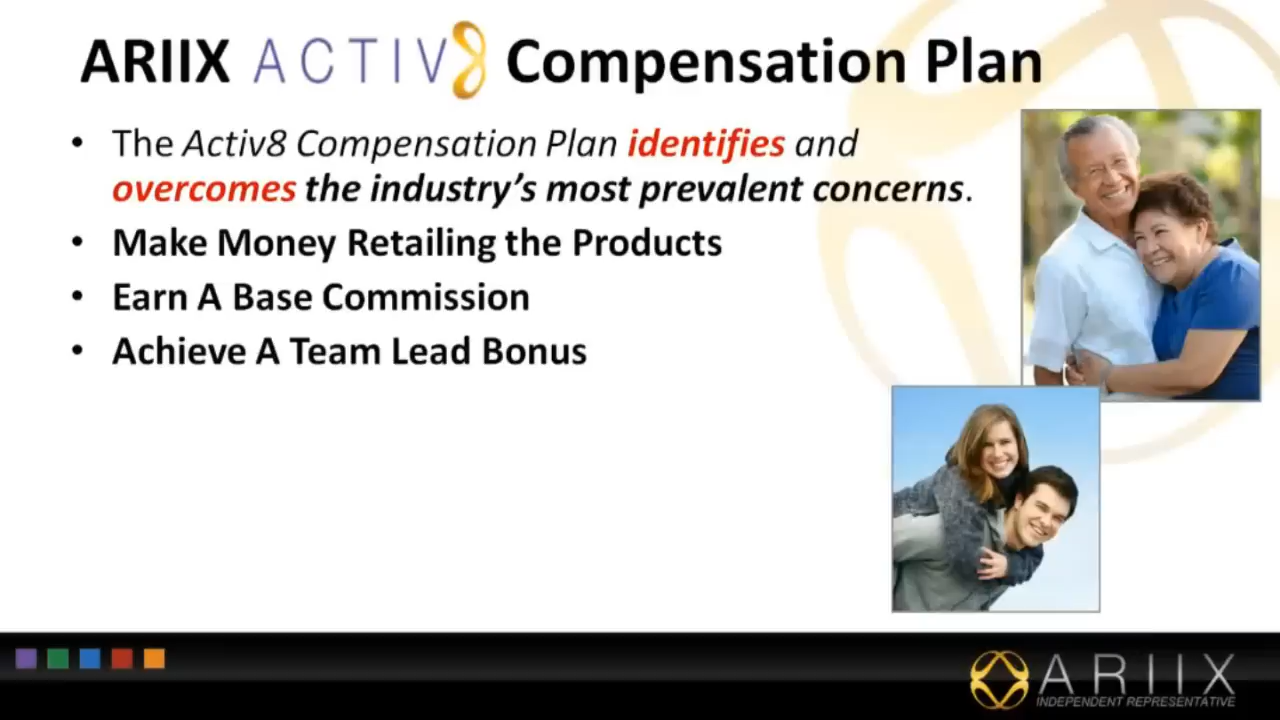 ARIIX ACTIV8 Compensation Plan
• The Activ8 Compensation Plan identifies and
overcomes the industry’s most prevalent concerns.
• Make Money Retailing the Products
• Earn A Base Commission
• Achieve A Team Lead Bonus
ARIIX
INDEPENDENT REPRESENTATIVE